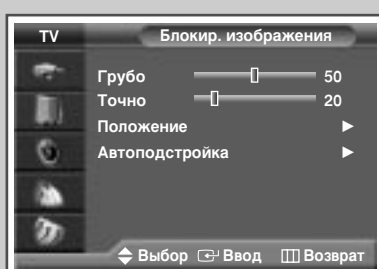 TV
Блокир. изображения
Грубо 50
Точно 20
Положение ►
Автоподстройка ►
Выбор Ввод Возврат